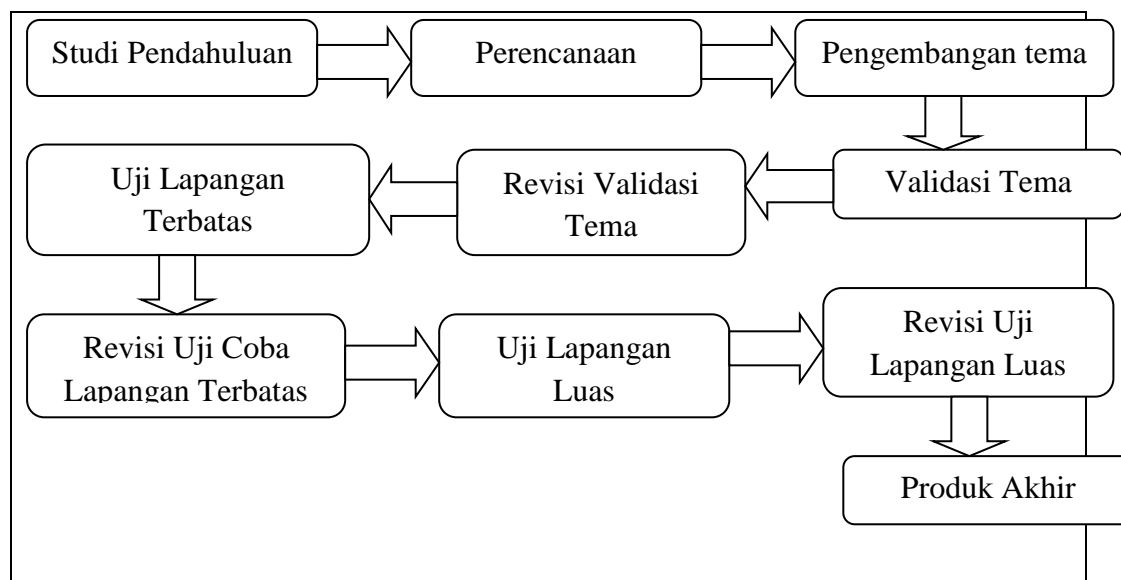 Studi Pendahuluan
Perencanaan
Pengembangan tema
Validasi Tema
Revisi Validasi
Tema
Uji Lapangan
Terbatas
Revisi Uji Coba
Lapangan Terbatas
Uji Lapangan
Luas
Revisi Uji
Lapangan Luas
Produk Akhir